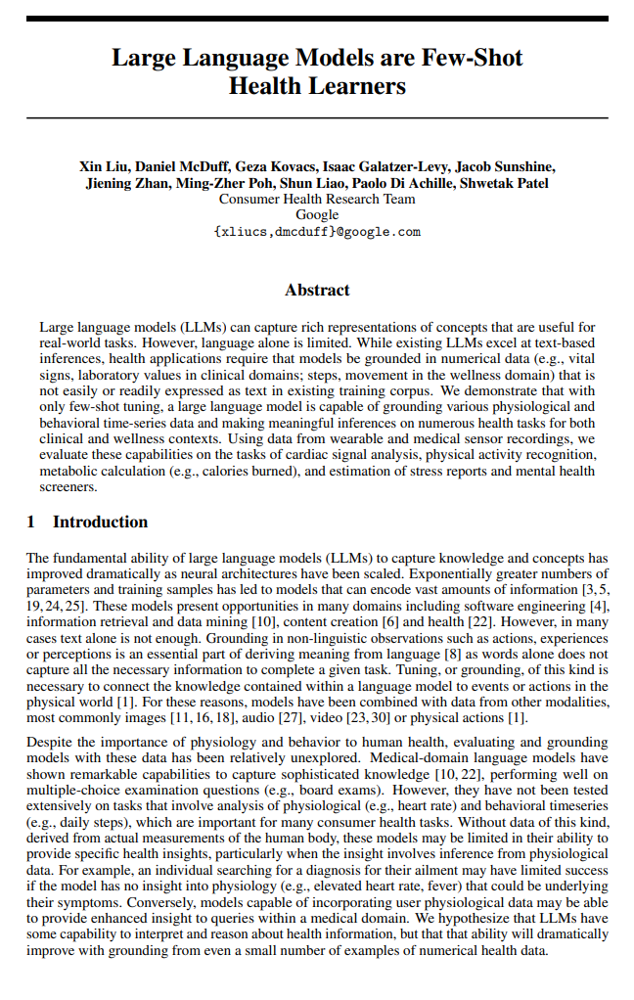 Large Language Models are Few-Shot
Health Learners
Xin Liu, Daniel McDuff, Geza Kovacs, Isaac Galatzer-Levy, Jacob Sunshine,
Jiening Zhan, Ming-Zher Poh, Shun Liao, Paolo Di Achille, Shwetak Patel
Consumer Health Research Team
Google
{xliucs,dmcduff}@google.com
Abstract
Large language models (LLMs) can capture rich representations of concepts that are useful for
real-world tasks. However, language alone is limited. While existing LLMs excel at text-based
inferences, health applications require that models be grounded in numerical data (e.g., vital
signs, laboratory values in clinical domains; steps, movement in the wellness domain) that is
not easily or readily expressed as text in existing training corpus. We demonstrate that with
only few-shot tuning, a large language model is capable of grounding various physiological and
behavioral time-series data and making meaningful inferences on numerous health tasks for both
clinical and wellness contexts. Using data from wearable and medical sensor recordings, we
evaluate these capabilities on the tasks of cardiac signal analysis, physical activity recognition,
metabolic calculation (e.g., calories burned), and estimation of stress reports and mental health
screeners.
1 Introduction
The fundamental ability of large language models (LLMs) to capture knowledge and concepts has
improved dramatically as neural architectures have been scaled. Exponentially greater numbers of
parameters and training samples has led to models that can encode vast amounts of information [3,5,
19,24,25]. These models present opportunities in many domains including software engineering [4],
information retrieval and data mining [10], content creation [6] and health [22]. However, in many
cases text alone is not enough. Grounding in non-linguistic observations such as actions, experiences
or perceptions is an essential part of deriving meaning from language [8] as words alone does not
capture all the necessary information to complete a given task. Tuning, or grounding, of this kind is
necessary to connect the knowledge contained within a language model to events or actions in the
physical world [1]. For these reasons, models have been combined with data from other modalities,
most commonly images [11,16,18], audio [27], video [23,30] or physical actions [1].
Despite the importance of physiology and behavior to human health, evaluating and grounding
models with these data has been relatively unexplored. Medical-domain language models have
shown remarkable capabilities to capture sophisticated knowledge [10,22], performing well on
multiple-choice examination questions (e.g., board exams). However, they have not been tested
extensively on tasks that involve analysis of physiological (e.g., heart rate) and behavioral timeseries
(e.g., daily steps), which are important for many consumer health tasks. Without data of this kind,
derived from actual measurements of the human body, these models may be limited in their ability to
provide specific health insights, particularly when the insight involves inference from physiological
data. For example, an individual searching for a diagnosis for their ailment may have limited success
if the model has no insight into physiology (e.g., elevated heart rate, fever) that could be underlying
their symptoms. Conversely, models capable of incorporating user physiological data may be able
to provide enhanced insight to queries within a medical domain. We hypothesize that LLMs have
some capability to interpret and reason about health information, but that that ability will dramatically
improve with grounding from even a small number of examples of numerical health data.